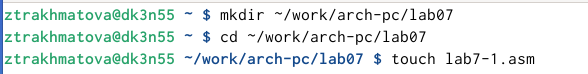 ztrakhmatova@dk3n55 ~ $ mkdir ~/work/arch-pc/lab07
ztrakhmatova@dk3n55 ~ $ cd ~/work/arch-pc/lab07
ztrakhmatova@dk3n55 ~/work/arch-pc/lab07 $ touch lab7-1.asm